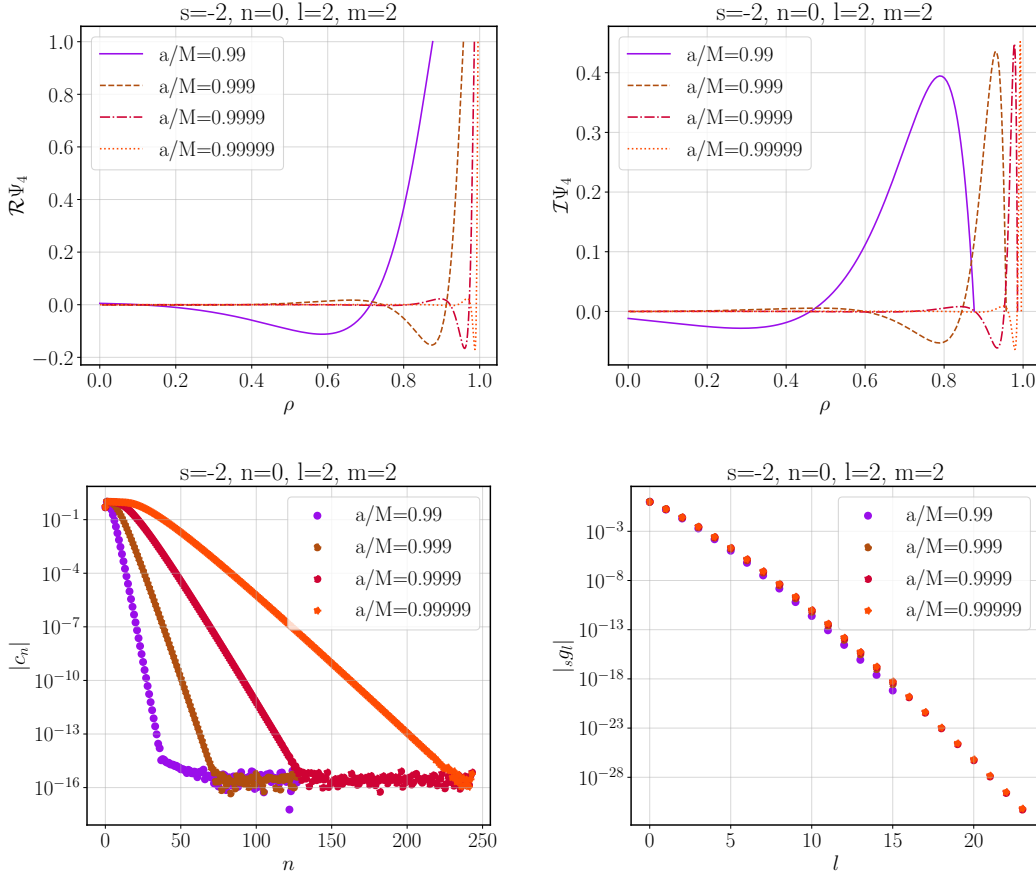 s=-2, n=0, l=2, m=2
1.0
0.8
0.6
0.4
0.2
0.0
−0.2
ℛΨ₄
a/M=0.99
a/M=0.999
a/M=0.9999
a/M=0.99999
0.0 0.2 0.4 0.6 0.8 1.0
ρ
s=-2, n=0, l=2, m=2
0.4
0.3
0.2
0.1
0.0
ℐΨ₄
a/M=0.99
a/M=0.999
a/M=0.9999
a/M=0.99999
0.0 0.2 0.4 0.6 0.8 1.0
ρ
s=-2, n=0, l=2, m=2
10⁻¹
10⁻⁴
10⁻⁷
10⁻¹⁰
10⁻¹³
10⁻¹⁶
|cₙ|
a/M=0.99
a/M=0.999
a/M=0.9999
a/M=0.99999
0 50 100 150 200 250
n
s=-2, n=0, l=2, m=2
10⁻³
10⁻⁸
10⁻¹³
10⁻¹⁸
10⁻²³
10⁻²⁸
|ₛgₗ|
a/M=0.99
a/M=0.999
a/M=0.9999
a/M=0.99999
0 5 10 15 20
l